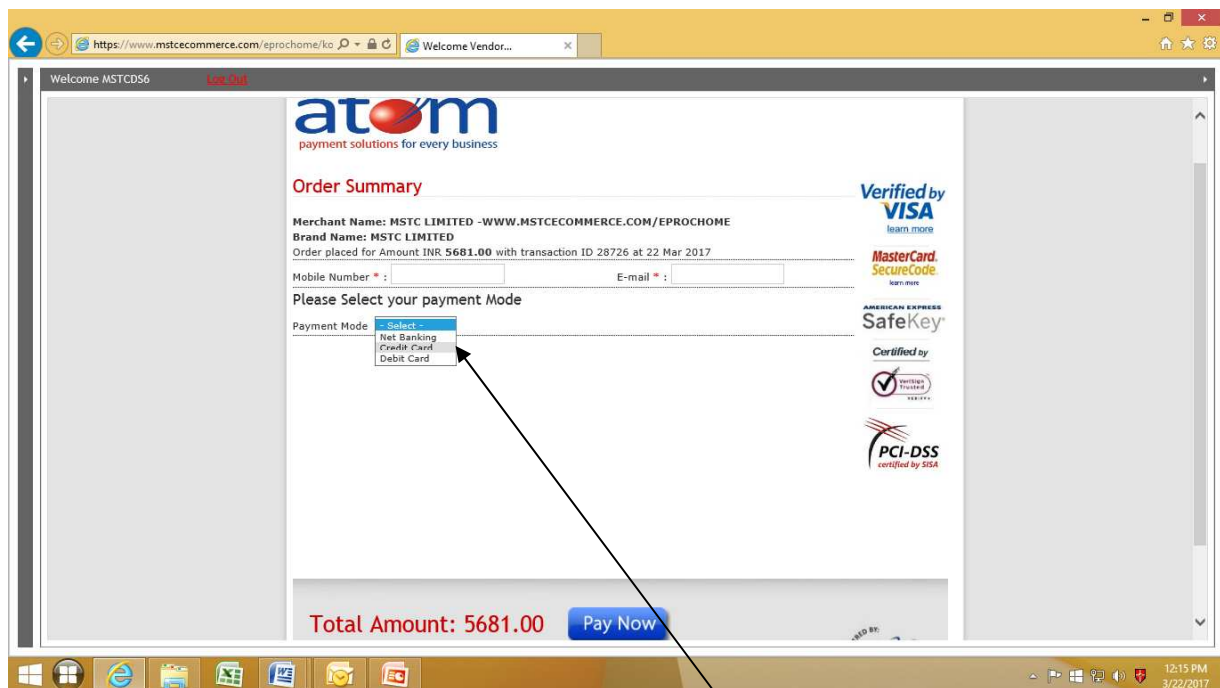 https://www.mstcecommerce.com/eprochome/ko
Welcome Vendor...
Welcome MSTCDS6 Log Out
atom
payment solutions for every business
Order Summary
Merchant Name: MSTC LIMITED -WWW.MSTCECOMMERCE.COM/EPROCHOME
Brand Name: MSTC LIMITED
Order placed for Amount INR 5681.00 with transaction ID 28726 at 22 Mar 2017
Mobile Number * : E-mail * :
Please Select your payment Mode
Payment Mode - Select -
Net Banking
Credit Card
Debit Card
Verified by
VISA
learn more
MasterCard.
SecureCode.
learn more
AMERICAN EXPRESS
SafeKey
Certified by
VeriSign
Trusted
PCI-DSS
certified by SISA
Total Amount: 5681.00 Pay Now
12:15 PM
3/22/2017